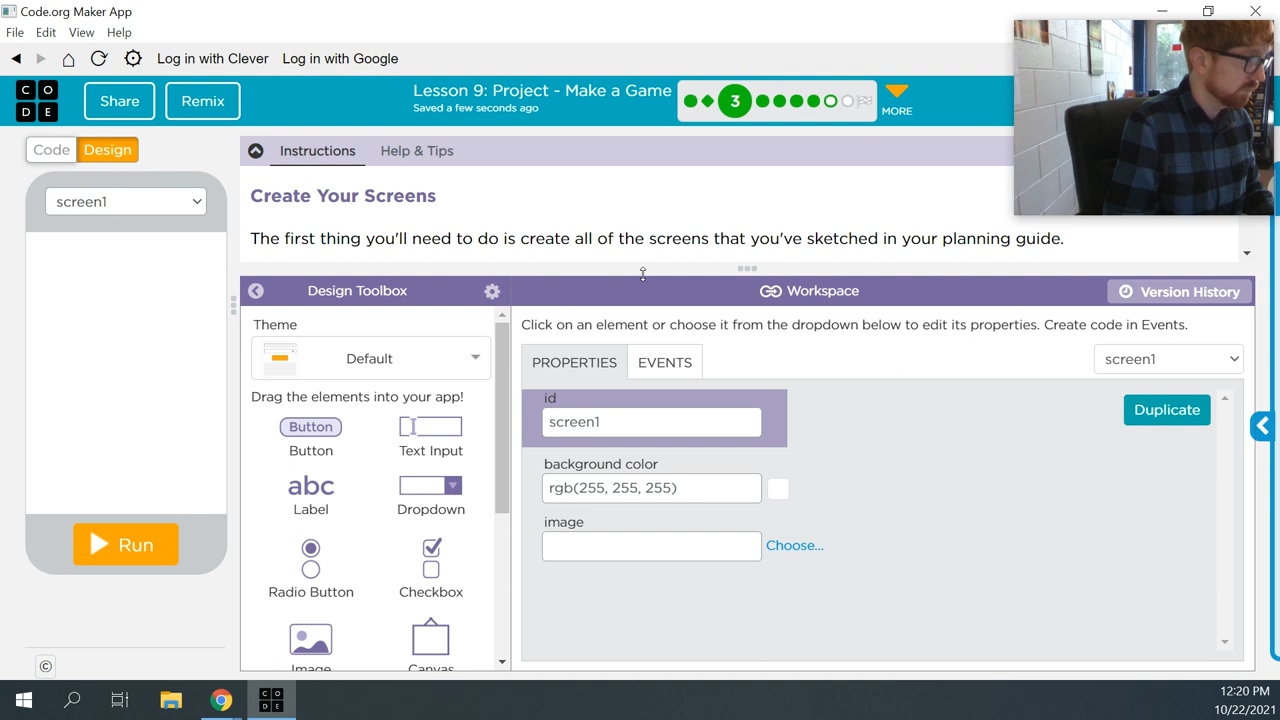 Code.org Maker App
File Edit View Help
Log in with Clever Log in with Google
C O D E
Share
Remix
Lesson 9: Project - Make a Game
Saved a few seconds ago
3
MORE
Code Design
Instructions Help & Tips
screen1
Create Your Screens
The first thing you'll need to do is create all of the screens that you've sketched in your planning guide.
Design Toolbox
Workspace
Version History
Theme
Default
Click on an element or choose it from the dropdown below to edit its properties. Create code in Events.
PROPERTIES EVENTS
screen1
Drag the elements into your app!
Button
Button
Text Input
abc
Label
Dropdown
Radio Button
Checkbox
Image
Canvas
id
screen1
Duplicate
background color
rgb(255, 255, 255)
image
Choose...
Run
©
C O D E
12:20 PM
10/22/2021